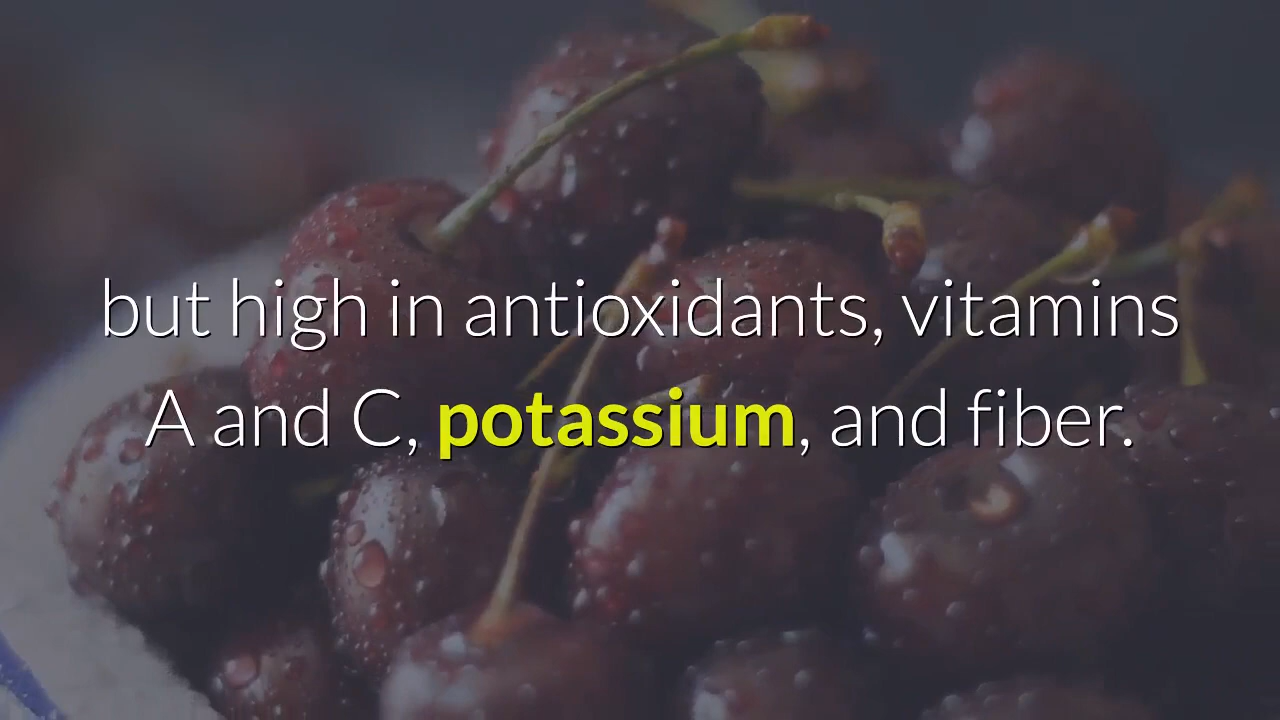 but high in antioxidants, vitamins
A and C, potassium, and fiber.